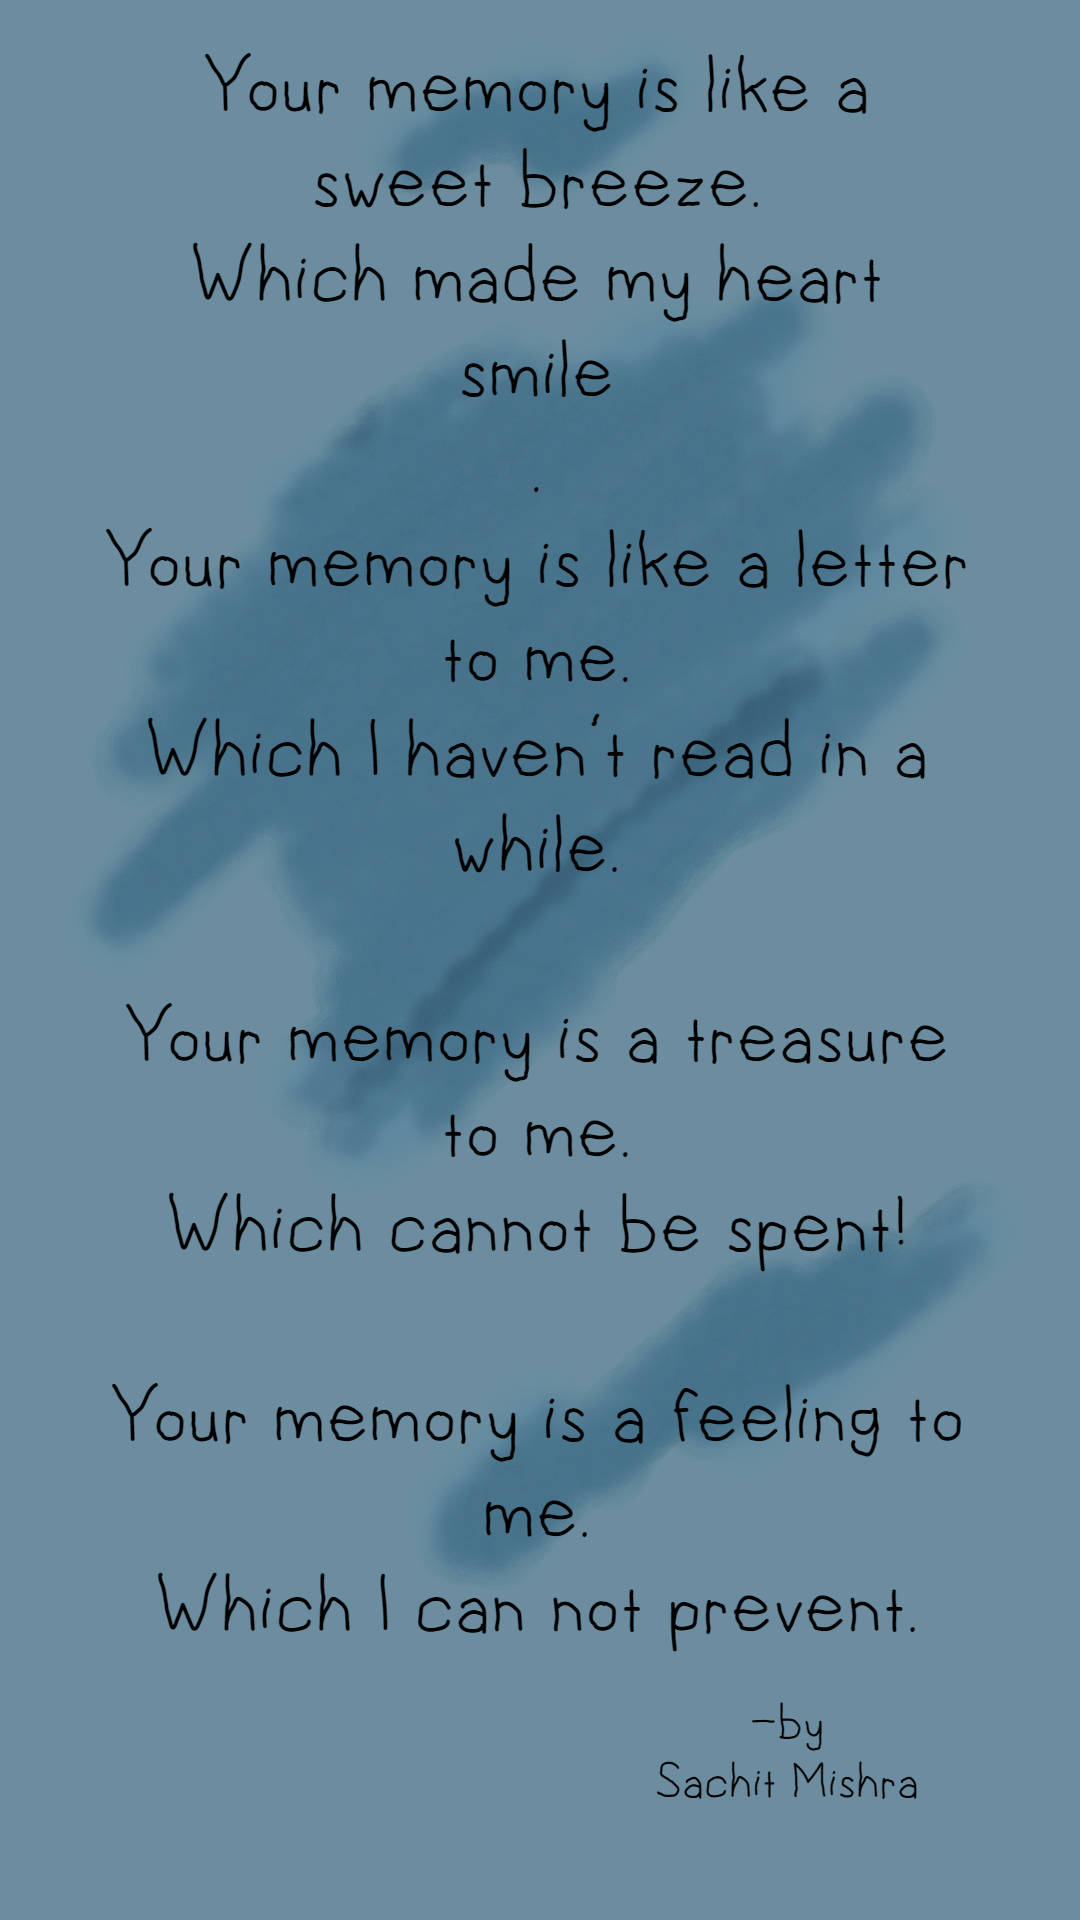 Your memory is like a
sweet breeze.
Which made my heart
smile
.
Your memory is like a letter
to me.
Which I haven't read in a
while.
Your memory is a treasure
to me.
Which cannot be spent!
Your memory is a feeling to
me.
Which I can not prevent.
-by
Sachit Mishra